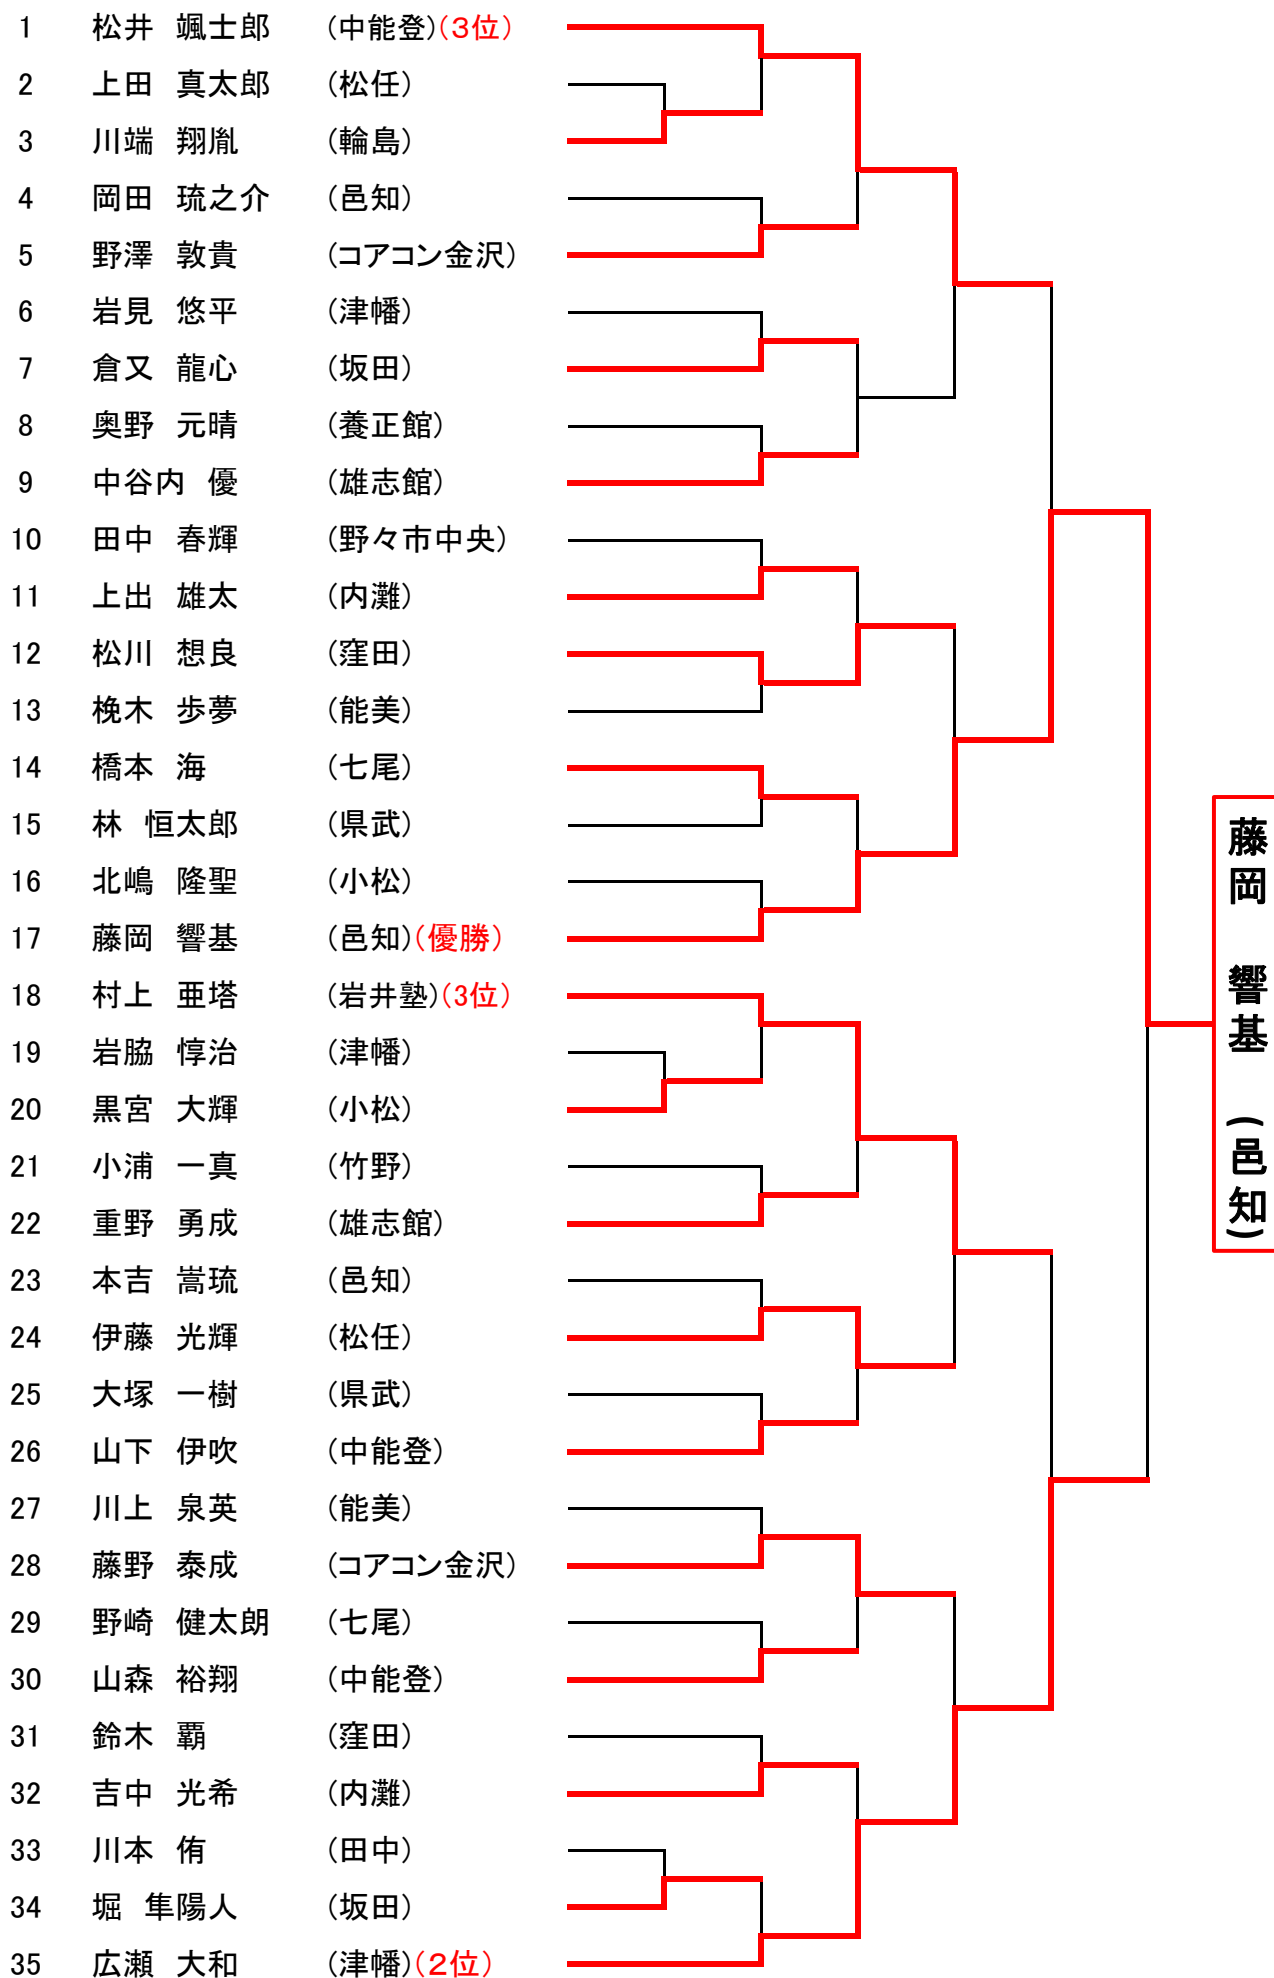 1 松井 颯士郎 (中能登)(3位)
2 上田 真太郎 (松任)
3 川端 翔胤 (輪島)
4 岡田 琉之介 (邑知)
5 野澤 敦貴 (コアコン金沢)
6 岩見 悠平 (津幡)
7 倉又 龍心 (坂田)
8 奥野 元晴 (養正館)
9 中谷内 優 (雄志館)
10 田中 春輝 (野々市中央)
11 上出 雄太 (内灘)
12 松川 想良 (窪田)
13 梚木 歩夢 (能美)
14 橋本 海 (七尾)
15 林 恒太郎 (県武)
16 北嶋 隆聖 (小松)
17 藤岡 響基 (邑知)(優勝)
18 村上 亜塔 (岩井塾)(3位)
19 岩脇 惇治 (津幡)
20 黒宮 大輝 (小松)
21 小浦 一真 (竹野)
22 重野 勇成 (雄志館)
23 本吉 嵩琉 (邑知)
24 伊藤 光輝 (松任)
25 大塚 一樹 (県武)
26 山下 伊吹 (中能登)
27 川上 泉英 (能美)
28 藤野 泰成 (コアコン金沢)
29 野崎 健太朗 (七尾)
30 山森 裕翔 (中能登)
31 鈴木 覇 (窪田)
32 吉中 光希 (内灘)
33 川本 侑 (田中)
34 堀 隼陽人 (坂田)
35 広瀬 大和 (津幡)(2位)
藤岡 響基 (邑知)